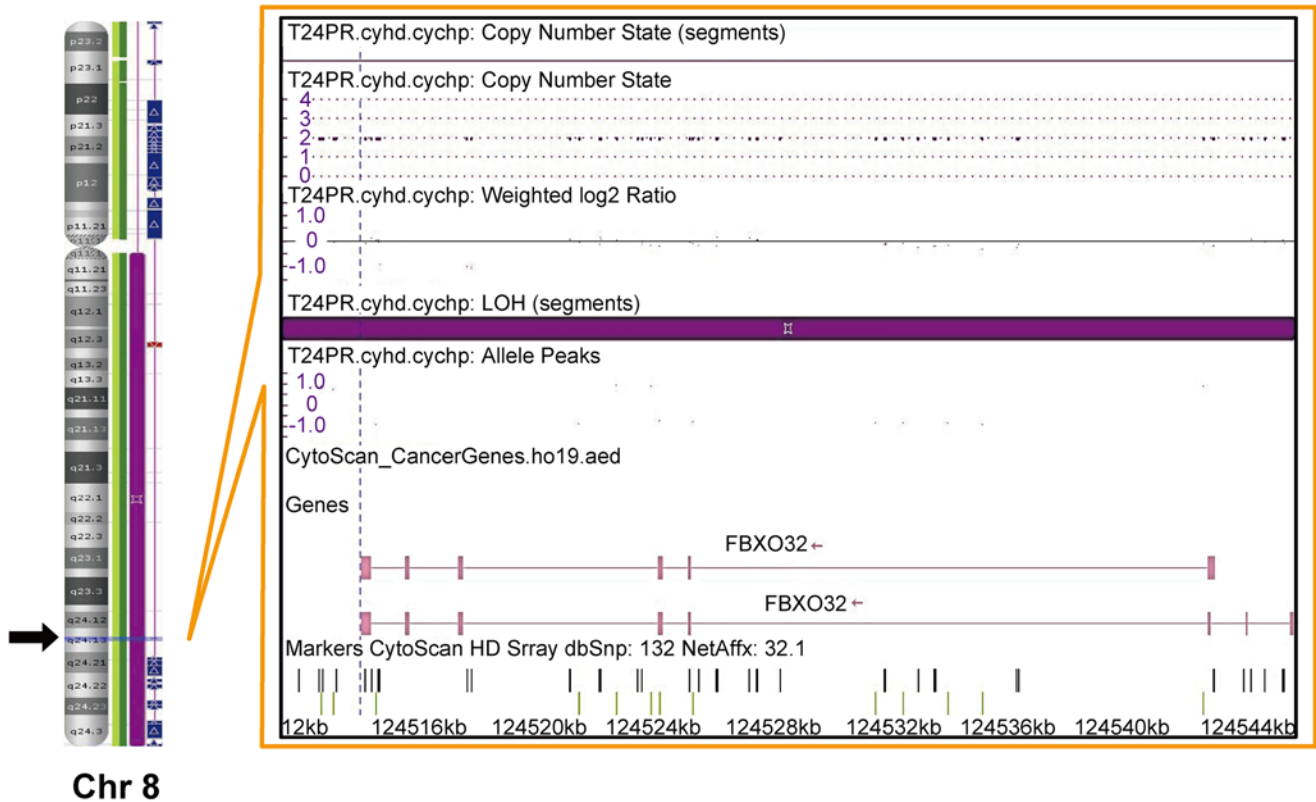 p23.2
p23.1
p22
p21.3
p21.2
p12
p11.21
q11.1
q11.21
q11.23
q12.1
q12.3
q13.2
q13.3
q21.11
q21.13
q21.3
q22.1
q22.2
q22.3
q23.1
q23.3
q24.12
q24.13
q24.21
q24.22
q24.23
q24.3
Chr 8
T24PR.cyhd.cychp: Copy Number State (segments)
T24PR.cyhd.cychp: Copy Number State
4
3
2
1
0
T24PR.cyhd.cychp: Weighted log2 Ratio
1.0
0
-1.0
T24PR.cyhd.cychp: LOH (segments)
T24PR.cyhd.cychp: Allele Peaks
1.0
0
-1.0
CytoScan_CancerGenes.ho19.aed
Genes
FBXO32←
FBXO32←
Markers CytoScan HD Srray dbSnp: 132 NetAffx: 32.1
12kb 124516kb 124520kb 124524kb 124528kb 124532kb 124536kb 124540kb 124544kb